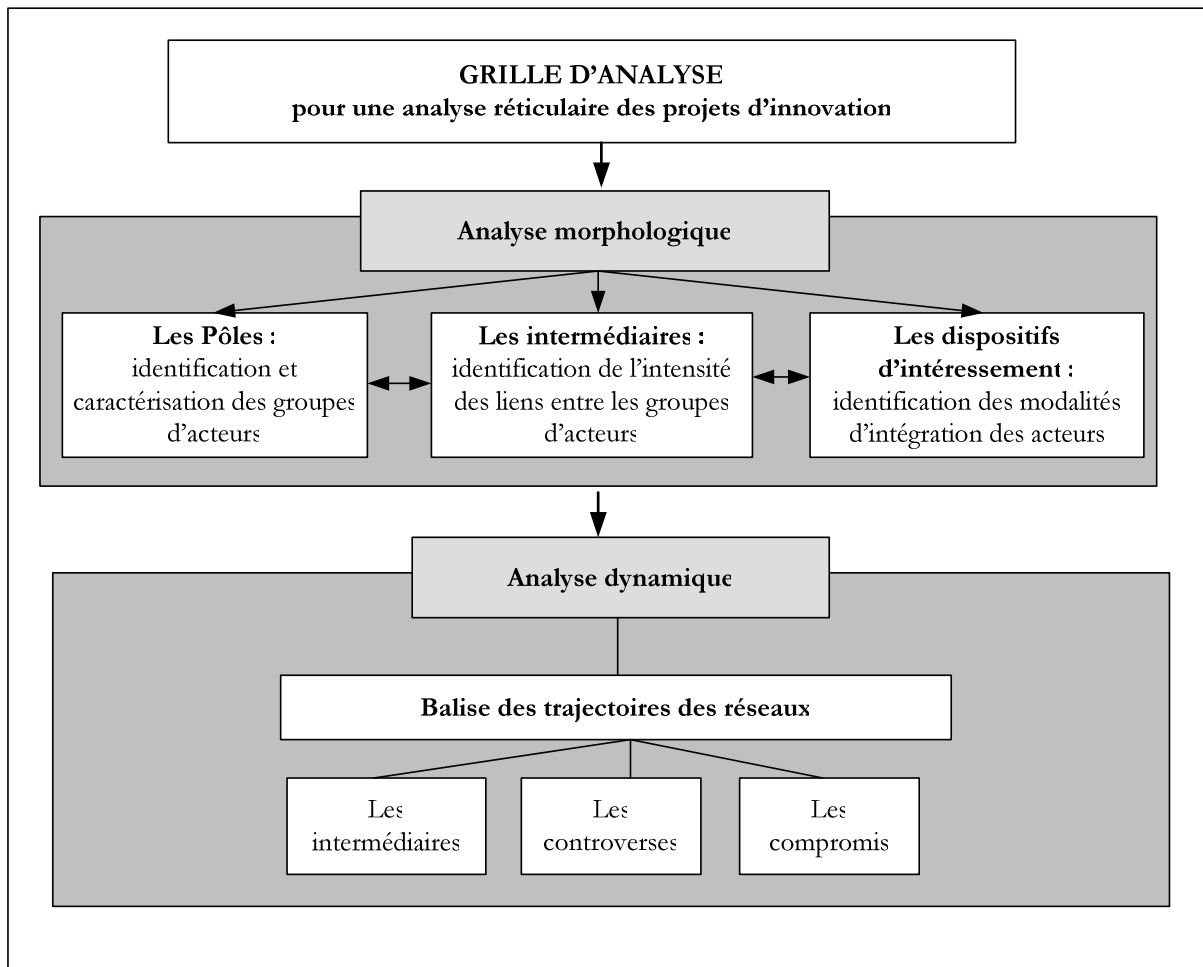 GRILLE D’ANALYSE
pour une analyse réticulaire des projets d’innovation
Analyse morphologique
Les Pôles :
identification et
caractérisation des groupes
d’acteurs
Les intermédiaires :
identification de l’intensité
des liens entre les groupes
d’acteurs
Les dispositifs
d’intéressement :
identification des modalités
d’intégration des acteurs
Analyse dynamique
Balise des trajectoires des réseaux
Les
intermédiaires
Les
controverses
Les
compromis